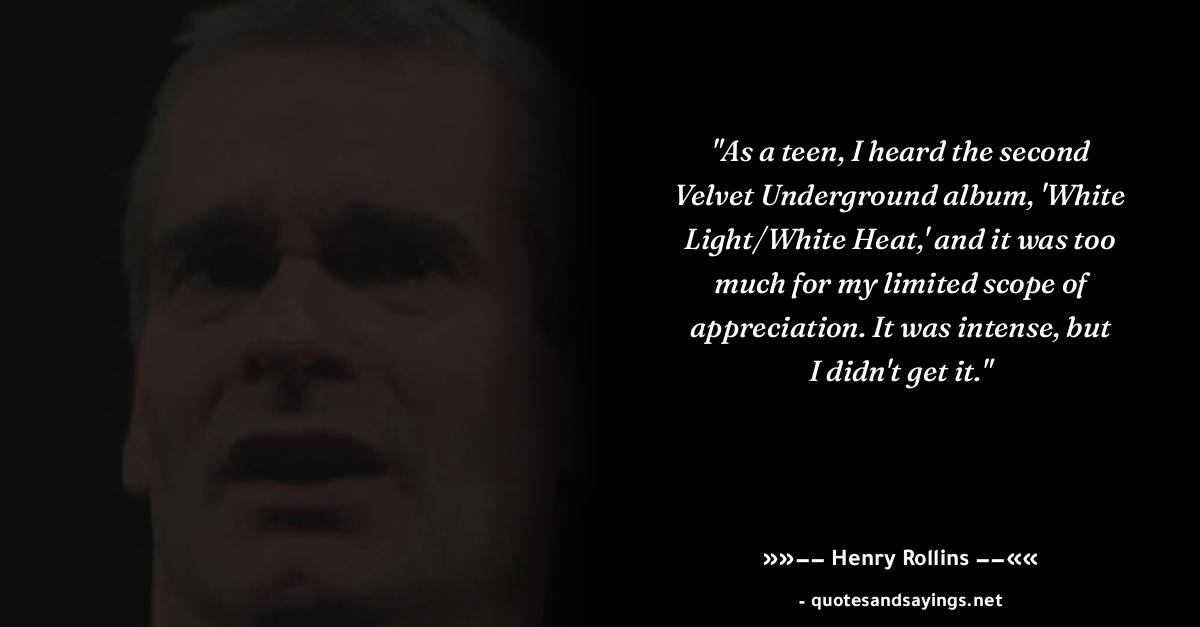 "As a teen, I heard the second
Velvet Underground album, 'White
Light/White Heat,' and it was too
much for my limited scope of
appreciation. It was intense, but
I didn't get it."
»»−− Henry Rollins −−««
- quotesandsayings.net